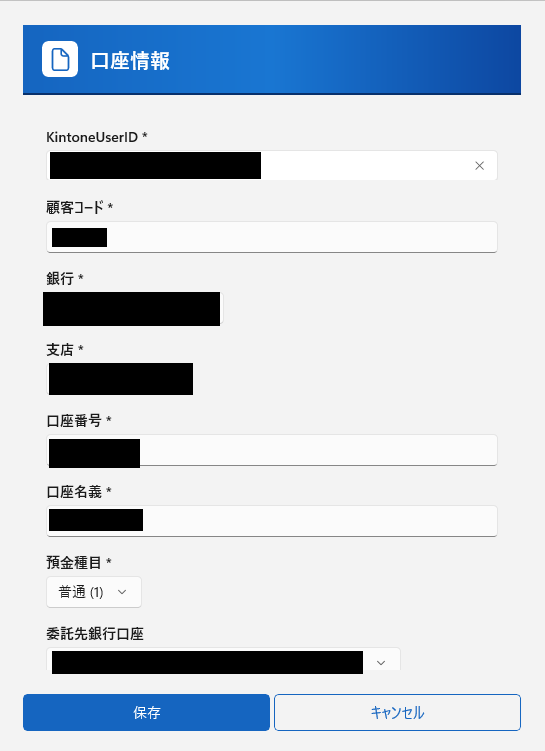 口座情報
KintoneUserID *
顧客コード *
銀行 *
支店 *
口座番号 *
口座名義 *
預金種目 *
普通 (1)
委託先銀行口座
保存
キャンセル